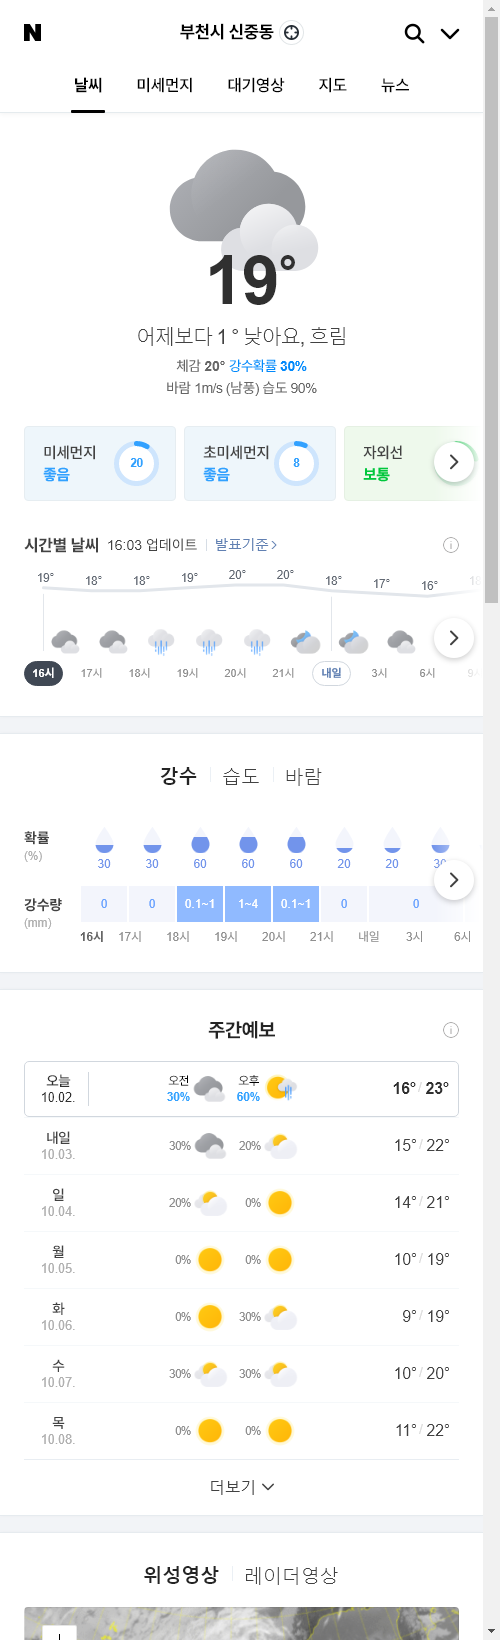 N
부천시 신중동
날씨 미세먼지 대기영상 지도 뉴스
19°
어제보다 1 ° 낮아요, 흐림
체감 20° 강수확률 30%
바람 1m/s (남풍) 습도 90%
미세먼지 좋음 20
초미세먼지 좋음 8
자외선 보통
시간별 날씨 16:03 업데이트 발표기준
19° 18° 18° 19° 20° 20° 18° 17° 16°
16시 17시 18시 19시 20시 21시 내일 3시 6시
강수 습도 바람
확률 (%)
30 30 60 60 60 20 20 30
강수량 (mm)
0 0 0.1~1 1~4 0.1~1 0 0
16시 17시 18시 19시 20시 21시 내일 3시 6시
주간예보
오늘 10.02. 오전 30% 오후 60% 16° / 23°
내일 10.03. 30% 20% 15° / 22°
일 10.04. 20% 0% 14° / 21°
월 10.05. 0% 0% 10° / 19°
화 10.06. 0% 30% 9° / 19°
수 10.07. 30% 30% 10° / 20°
목 10.08. 0% 0% 11° / 22°
더보기
위성영상 레이더영상